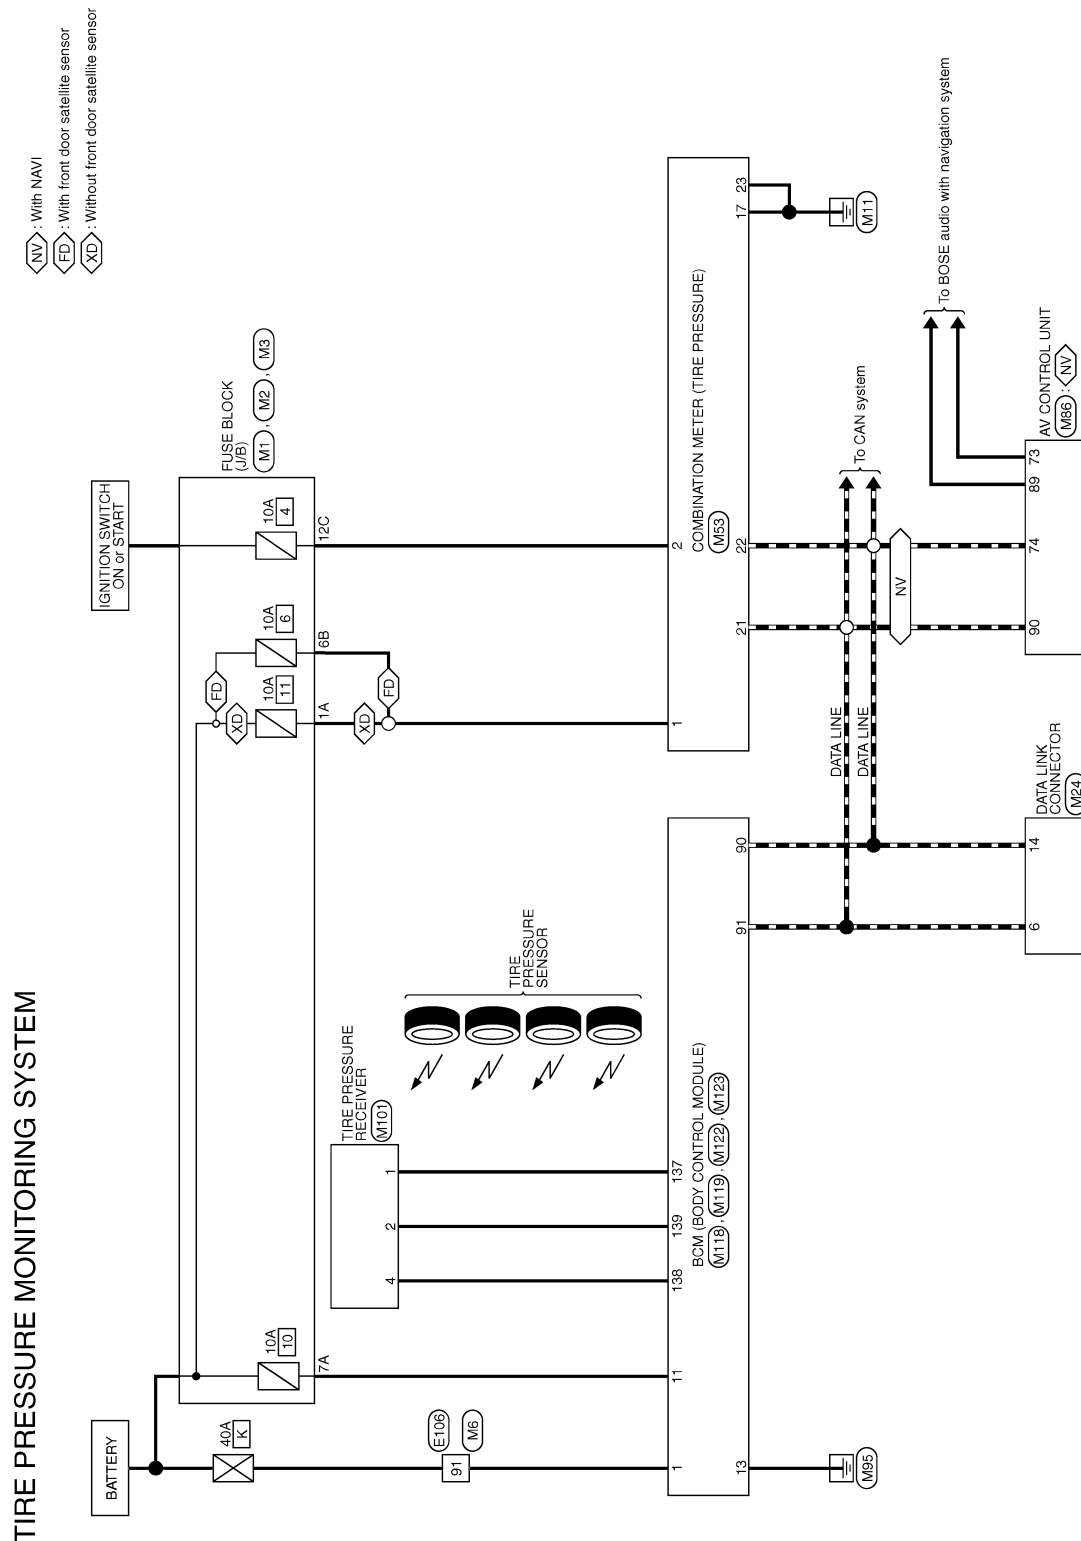 TIRE PRESSURE MONITORING SYSTEM
NV : With NAVI
FD : With front door satellite sensor
XD : Without front door satellite sensor
BATTERY
IGNITION SWITCH
ON or START
40A
K
10A
10
7A
10A
11
1A
10A
6
6B
10A
4
12C
FD
XD
XD
FD
FUSE BLOCK
(J/B)
M1 , M2 , M3
E106
91
M6
TIRE PRESSURE
RECEIVER
M101
4
2
1
TIRE
PRESSURE
SENSOR
1
11
138
139
137
BCM (BODY CONTROL MODULE)
M118 , M119 , M122 , M123
13
91
90
M95
1
2
COMBINATION METER (TIRE PRESSURE)
M53
21
22
17
23
M11
DATA LINE
DATA LINE
To CAN system
NV
To BOSE audio with navigation system
6
14
DATA LINK
CONNECTOR
M24
90
74
89
73
AV CONTROL UNIT
M86 : NV